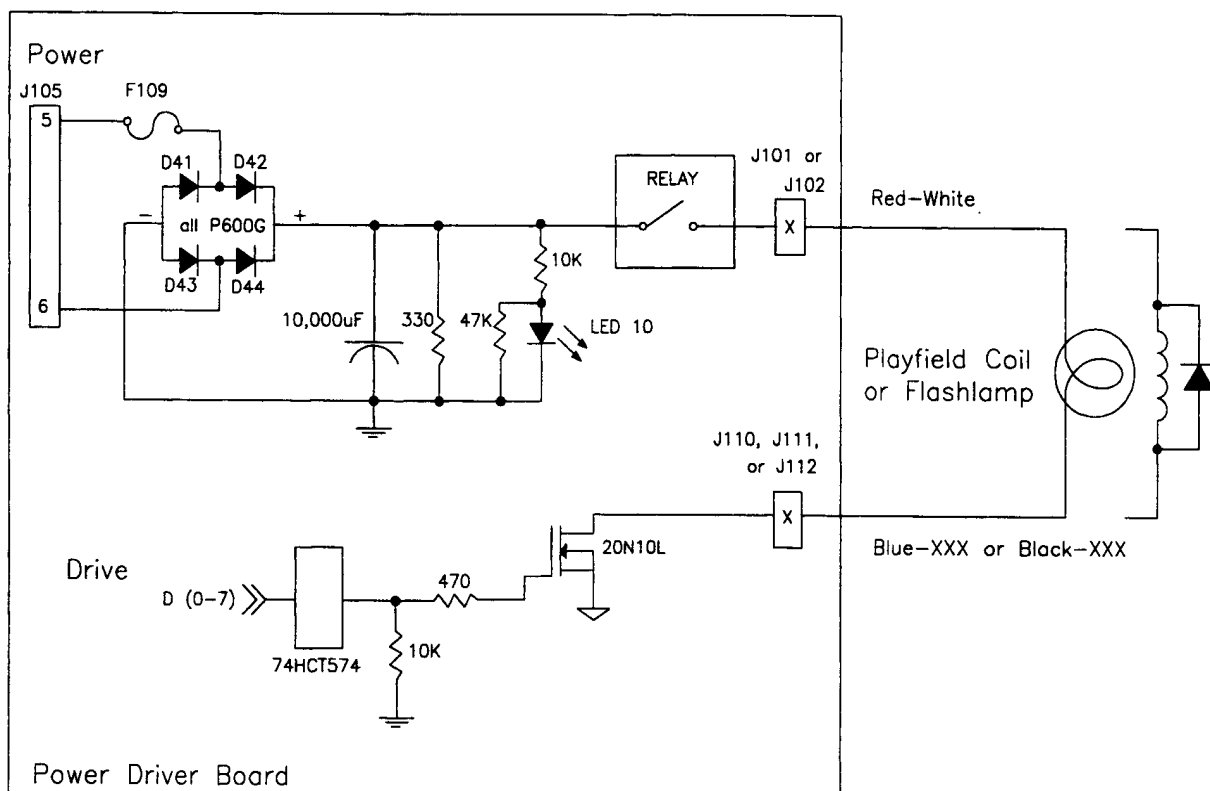 Power
J105
F109
5
D41
D42
-
all P600G
+
D43
D44
6
10,000uF
330
47K
10K
LED 10
RELAY
J101 or
J102
X
Red-White
Playfield Coil
or Flashlamp
J110, J111,
or J112
X
Blue-XXX or Black-XXX
20N10L
Drive
D (0-7)
74HCT574
470
10K
Power Driver Board